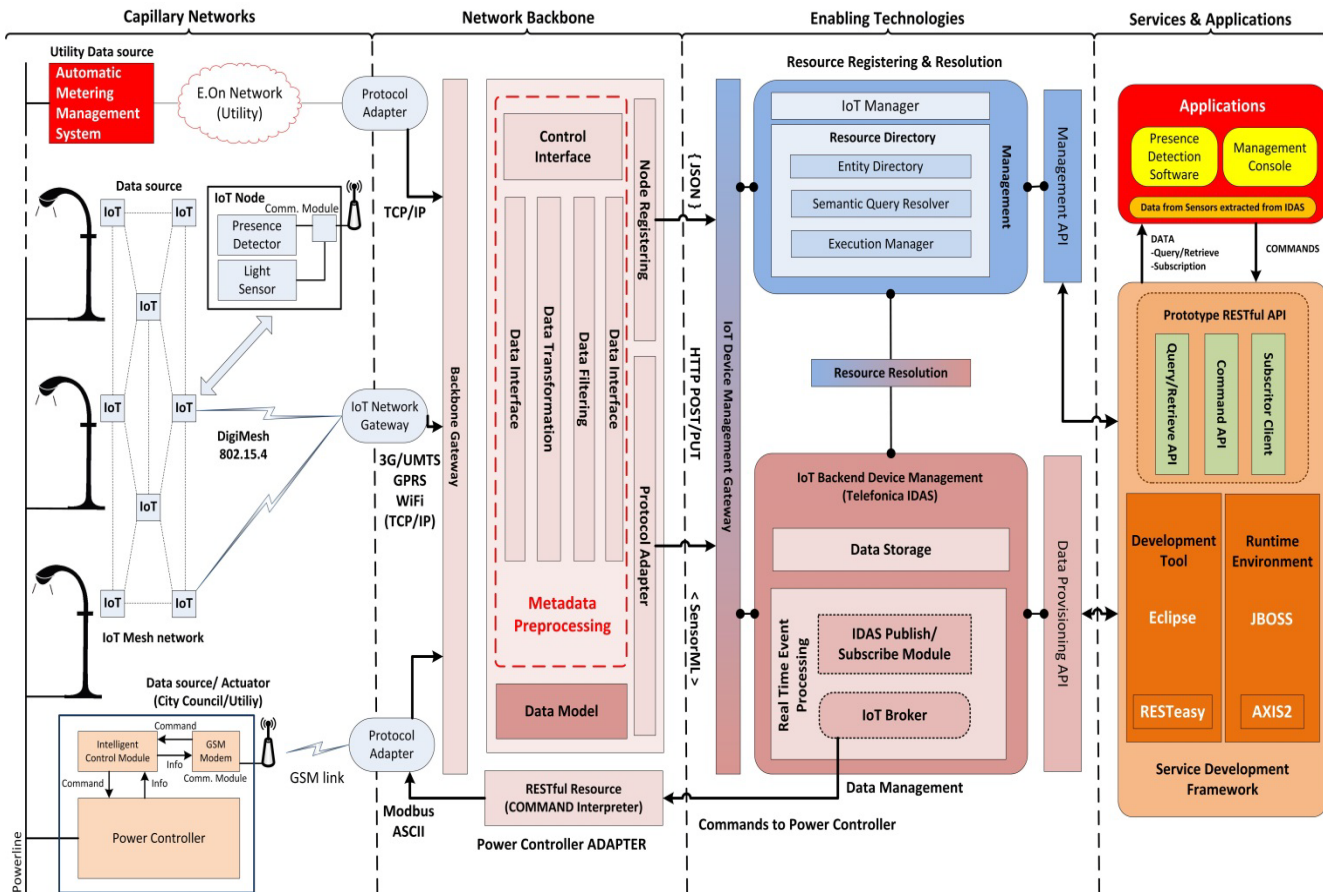 Capillary Networks
Network Backbone
Enabling Technologies
Services & Applications
Utility Data source
Automatic
Metering
Management
System
E.On Network
(Utility)
Protocol
Adapter
TCP/IP
Data source
IoT
IoT
IoT Node
Comm. Module
Presence
Detector
Light
Sensor
IoT
IoT
IoT
DigiMesh
802.15.4
IoT Network
Gateway
3G/UMTS
GPRS
WiFi
(TCP/IP)
IoT
IoT
IoT
IoT Mesh network
Data source/ Actuator
(City Council/Utiliy)
Command
Intelligent
Control Module
GSM
Modem
Info
Comm. Module
Command
Info
Power Controller
Powerline
GSM link
Protocol
Adapter
Modbus
ASCII
Backbone Gateway
Control
Interface
Data Interface
Data Transformation
Data Filtering
Data Interface
Metadata
Preprocessing
Data Model
Node Registering
Protocol Adapter
RESTful Resource
(COMMAND Interpreter)
Power Controller ADAPTER
{ JSON }
HTTP POST/PUT
< SensorML >
IoT Device Management Gateway
Resource Registering & Resolution
IoT Manager
Resource Directory
Entity Directory
Semantic Query Resolver
Execution Manager
Management
Management API
Resource Resolution
IoT Backend Device Management
(Telefonica IDAS)
Data Storage
Real Time Event
Processing
IDAS Publish/
Subscribe Module
IoT Broker
Data Provisioning API
Data Management
Commands to Power Controller
Applications
Presence
Detection
Software
Management
Console
Data from Sensors extracted from IDAS
DATA
-Query/Retrieve
-Subscription
COMMANDS
Prototype RESTful API
Query/Retrieve API
Command API
Subscritor Client
Development
Tool
Eclipse
RESTeasy
Runtime
Environment
JBOSS
AXIS2
Service Development
Framework